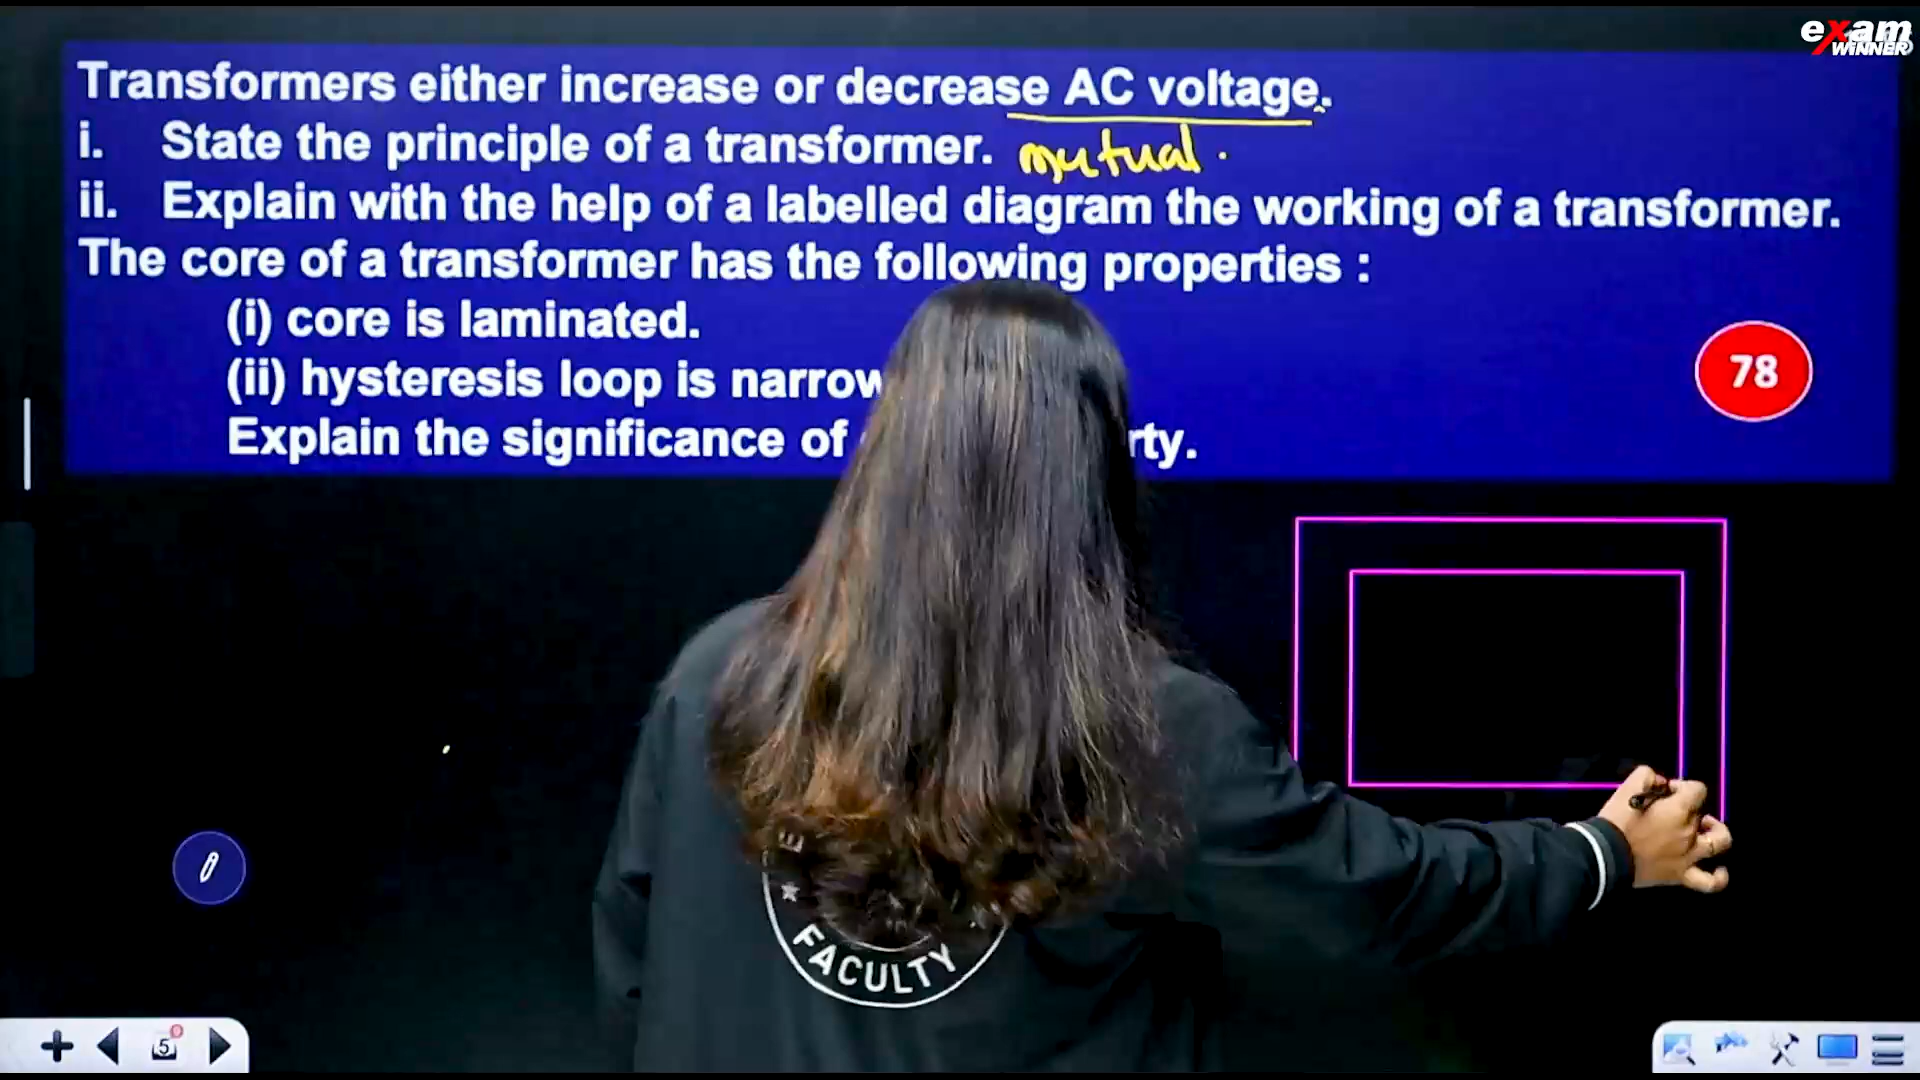 exam
WINNER
Transformers either increase or decrease AC voltage.
i. State the principle of a transformer. mutual.
ii. Explain with the help of a labelled diagram the working of a transformer.
The core of a transformer has the following properties :
(i) core is laminated.
(ii) hysteresis loop is narrow
78
Explain the significance of
FACULTY
5